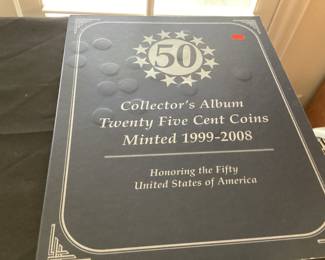 50
Collector's Album
Twenty Five Cent Coins
Minted 1999-2008
Honoring the Fifty
United States of America